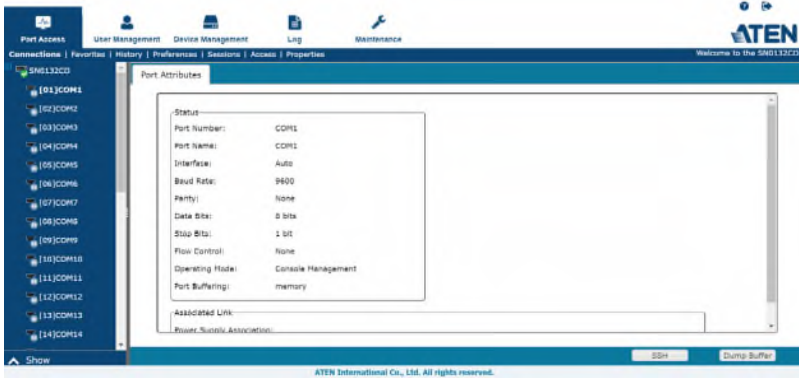 ATEN
Port Access
User Management
Device Management
Log
Maintenance
Connections | Favorites | History | Preferences | Sessions | Access | Properties
Welcome to the SN0132CO
SN0132CO
[01]COM1
[02]COM2
[03]COM3
[04]COM4
[05]COM5
[06]COM6
[07]COM7
[08]COM8
[09]COM9
[10]COM10
[11]COM11
[12]COM12
[13]COM13
[14]COM14
Show
Port Attributes
Status
Port Number: COM1
Port Name: COM1
Interface: Auto
Baud Rate: 9600
Parity: None
Data Bits: 8 bits
Stop Bits: 1 bit
Flow Control: None
Operating Mode: Console Management
Port Buffering: memory
Associated Link
Power Supply Association:
SSH
Dump Buffer
ATEN International Co., Ltd. All rights reserved.